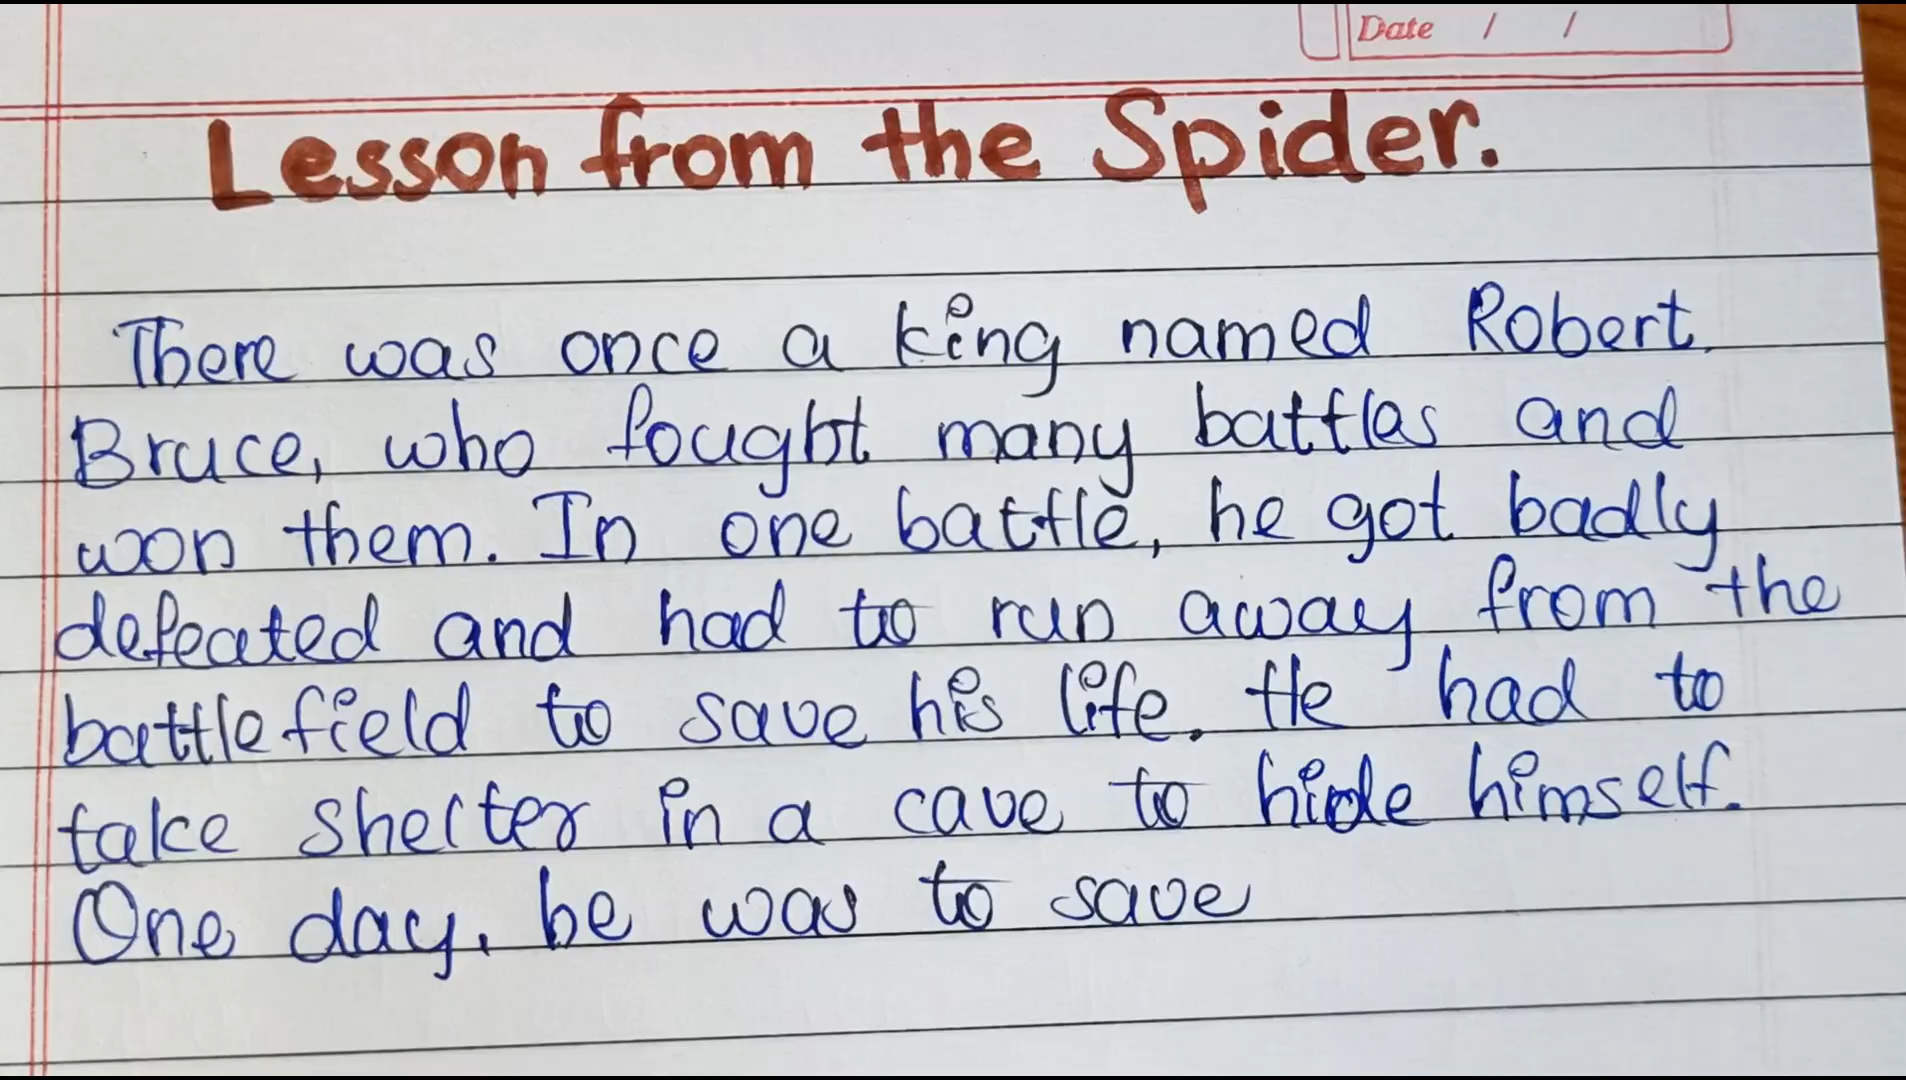 Date / /
Lesson from the Spider.
There was once a king named Robert.
Bruce, who fought many battles and
won them. In one battle, he got badly
defeated and had to run away from the
battlefield to save his life. He had to
take shelter in a cave to hide himself.
One day, he was to save